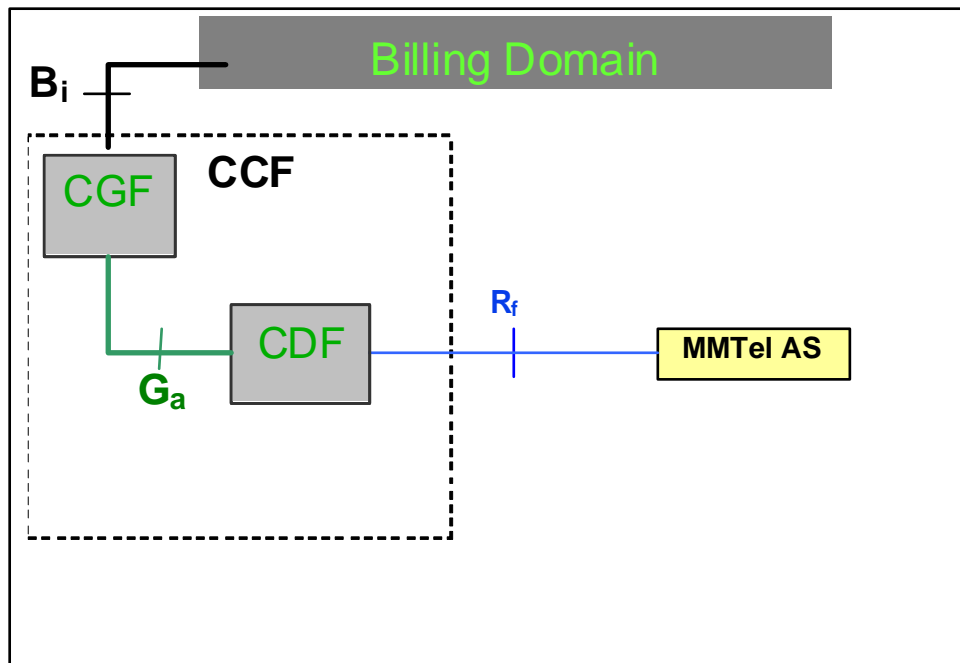 Billing Domain
Bi
CCF
CGF
Rf
CDF
MMTel AS
Ga